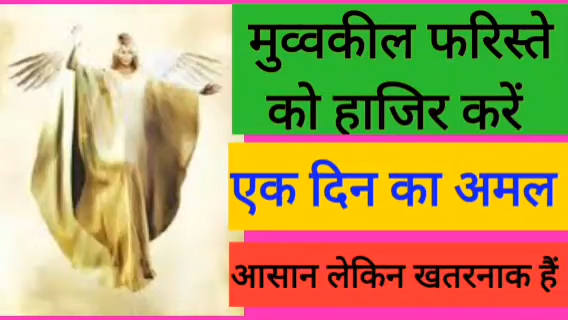 मुव्वकील फरिस्ते
को हाजिर करें
एक दिन का अमल
आसान लेकिन खतरनाक हैं